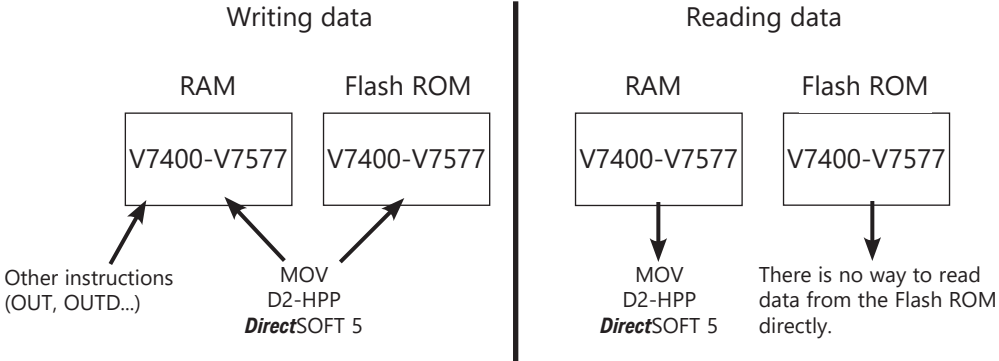 Writing data
Reading data
RAM
Flash ROM
RAM
Flash ROM
V7400-V7577
V7400-V7577
V7400-V7577
V7400-V7577
Other instructions
(OUT, OUTD...)
MOV
D2-HPP
DirectSOFT 5
MOV
D2-HPP
DirectSOFT 5
There is no way to read
data from the Flash ROM
directly.